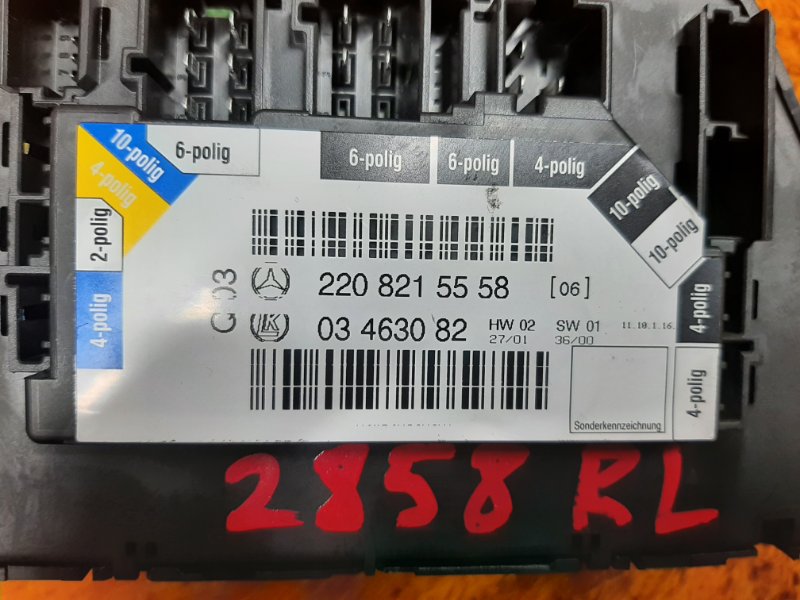 10-polig
4-polig
6-polig
6-polig
6-polig
4-polig
10-polig
10-polig
2-polig
4-polig
220 821 55 58 [06]
03 4630 82 HW 02 SW 01 11.10.1.16.
27/01 36/00
4-polig
4-polig
Sonderkennzeichnung
2858 RL